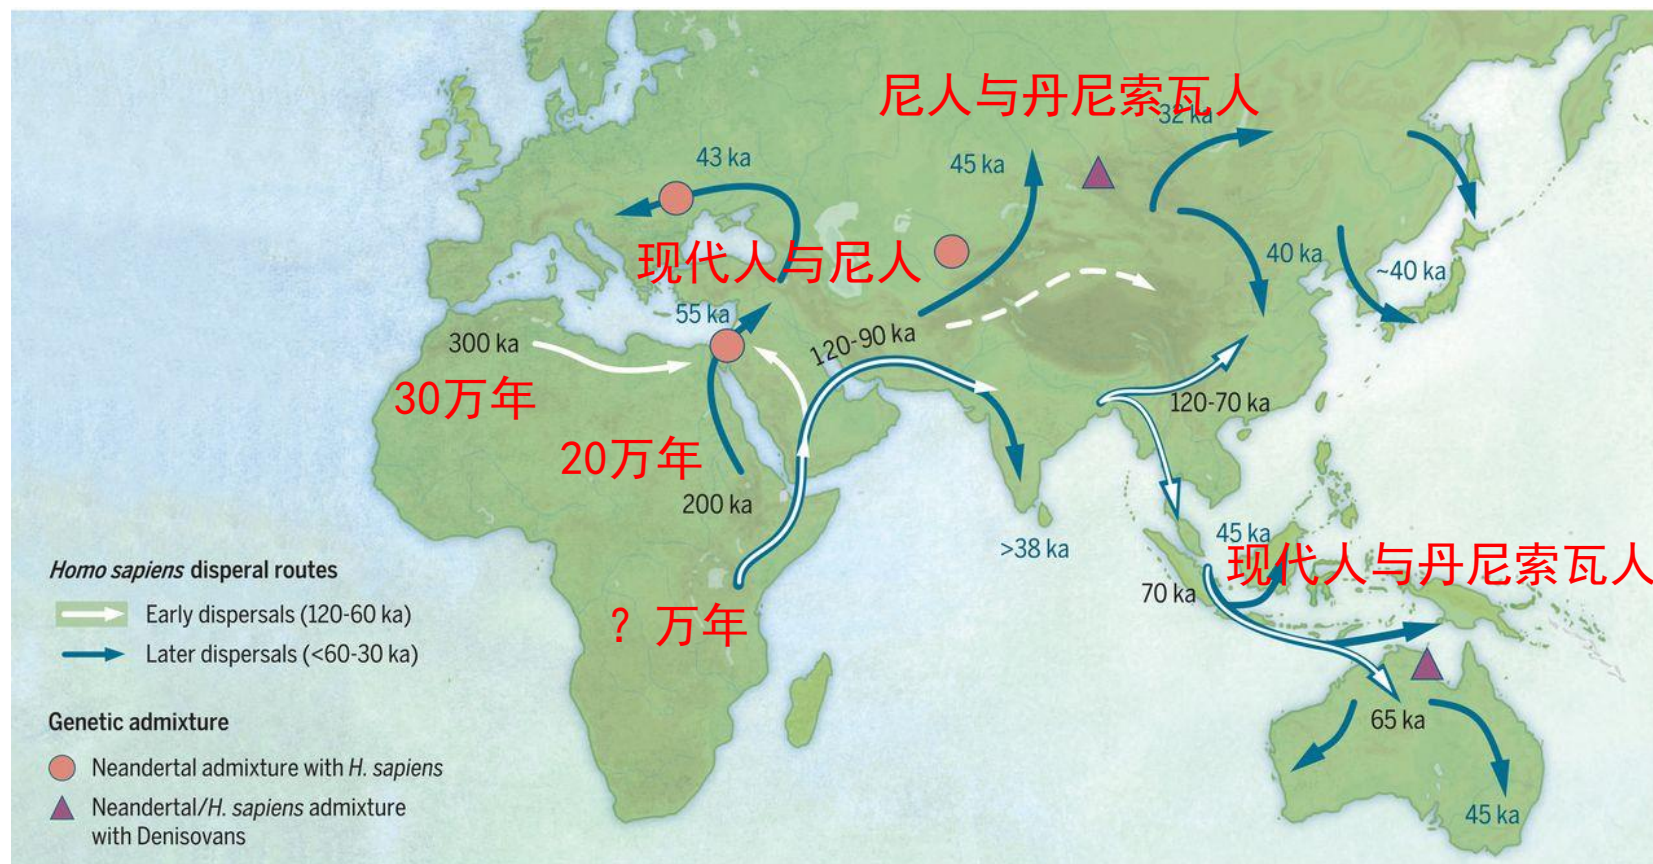 尼人与丹尼索瓦人
32 ka
43 ka
45 ka
现代人与尼人
40 ka
~40 ka
55 ka
300 ka
120-90 ka
30万年
120-70 ka
20万年
200 ka
>38 ka
45 ka
现代人与丹尼索瓦人
70 ka
? 万年
65 ka
45 ka
Homo sapiens disperal routes
Early dispersals (120-60 ka)
Later dispersals (<60-30 ka)
Genetic admixture
Neandertal admixture with H. sapiens
Neandertal/H. sapiens admixture
with Denisovans